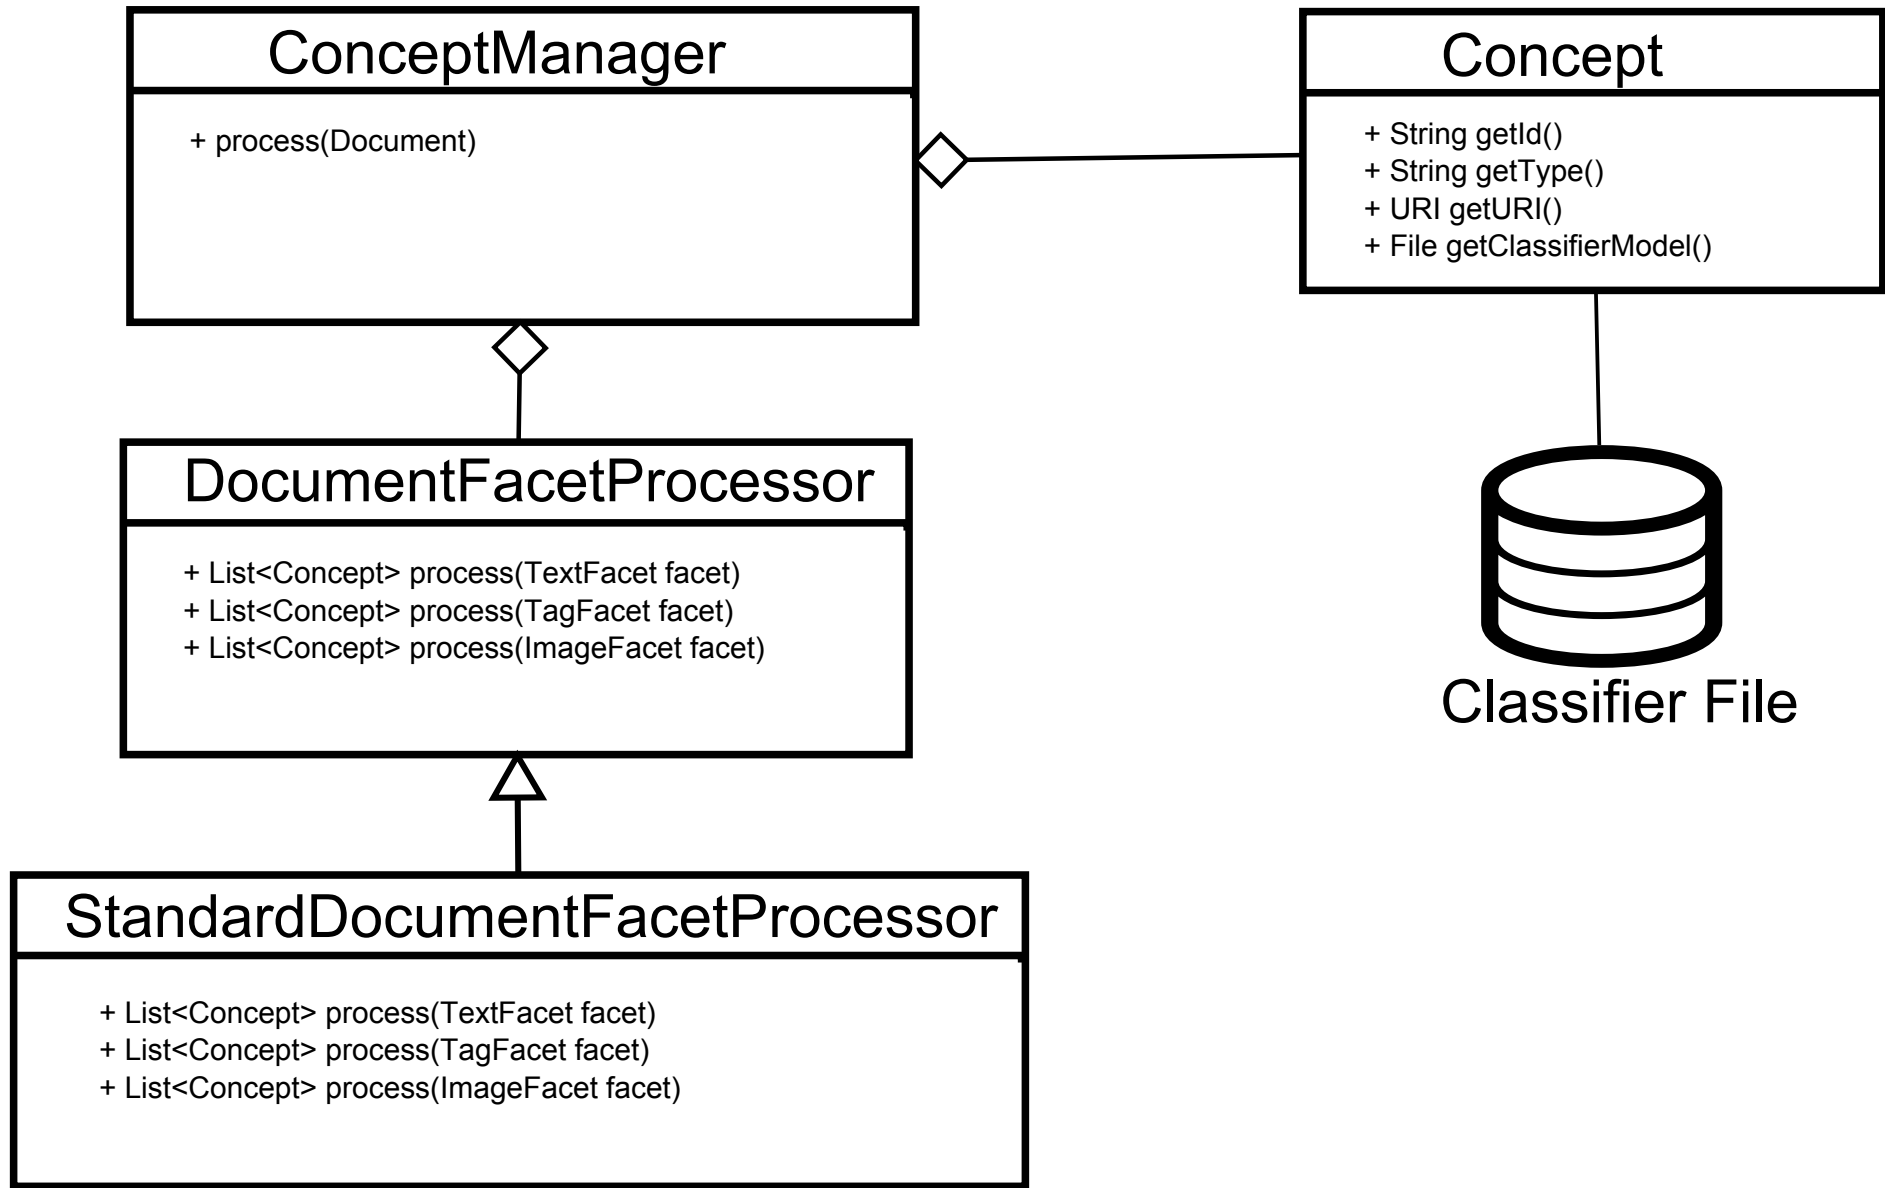 ConceptManager
+ process(Document)
Concept
+ String getId()
+ String getType()
+ URI getURI()
+ File getClassifierModel()
DocumentFacetProcessor
+ List<Concept> process(TextFacet facet)
+ List<Concept> process(TagFacet facet)
+ List<Concept> process(ImageFacet facet)
Classifier File
StandardDocumentFacetProcessor
+ List<Concept> process(TextFacet facet)
+ List<Concept> process(TagFacet facet)
+ List<Concept> process(ImageFacet facet)